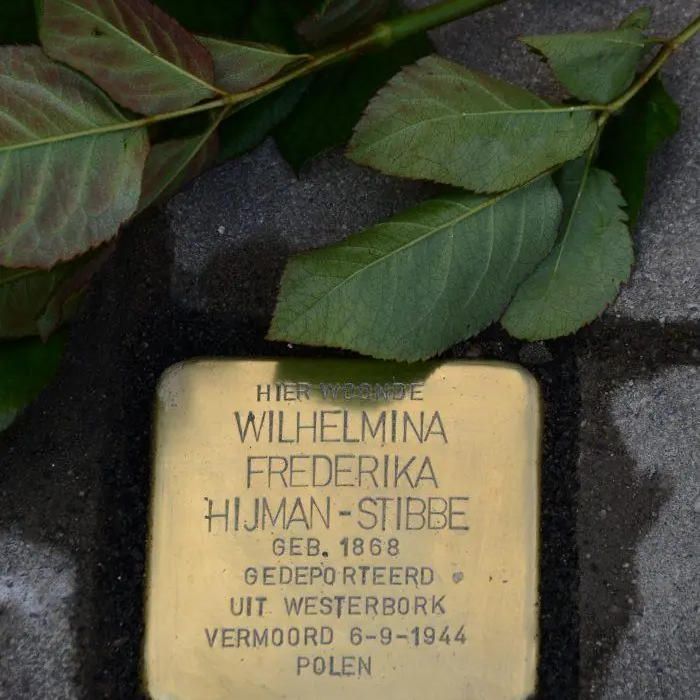 HIER WOONDE
WILHELMINA
FREDERIKA
HIJMAN-STIBBE
GEB. 1868
GEDEPORTEERD
UIT WESTERBORK
VERMOORD 6-9-1944
POLEN